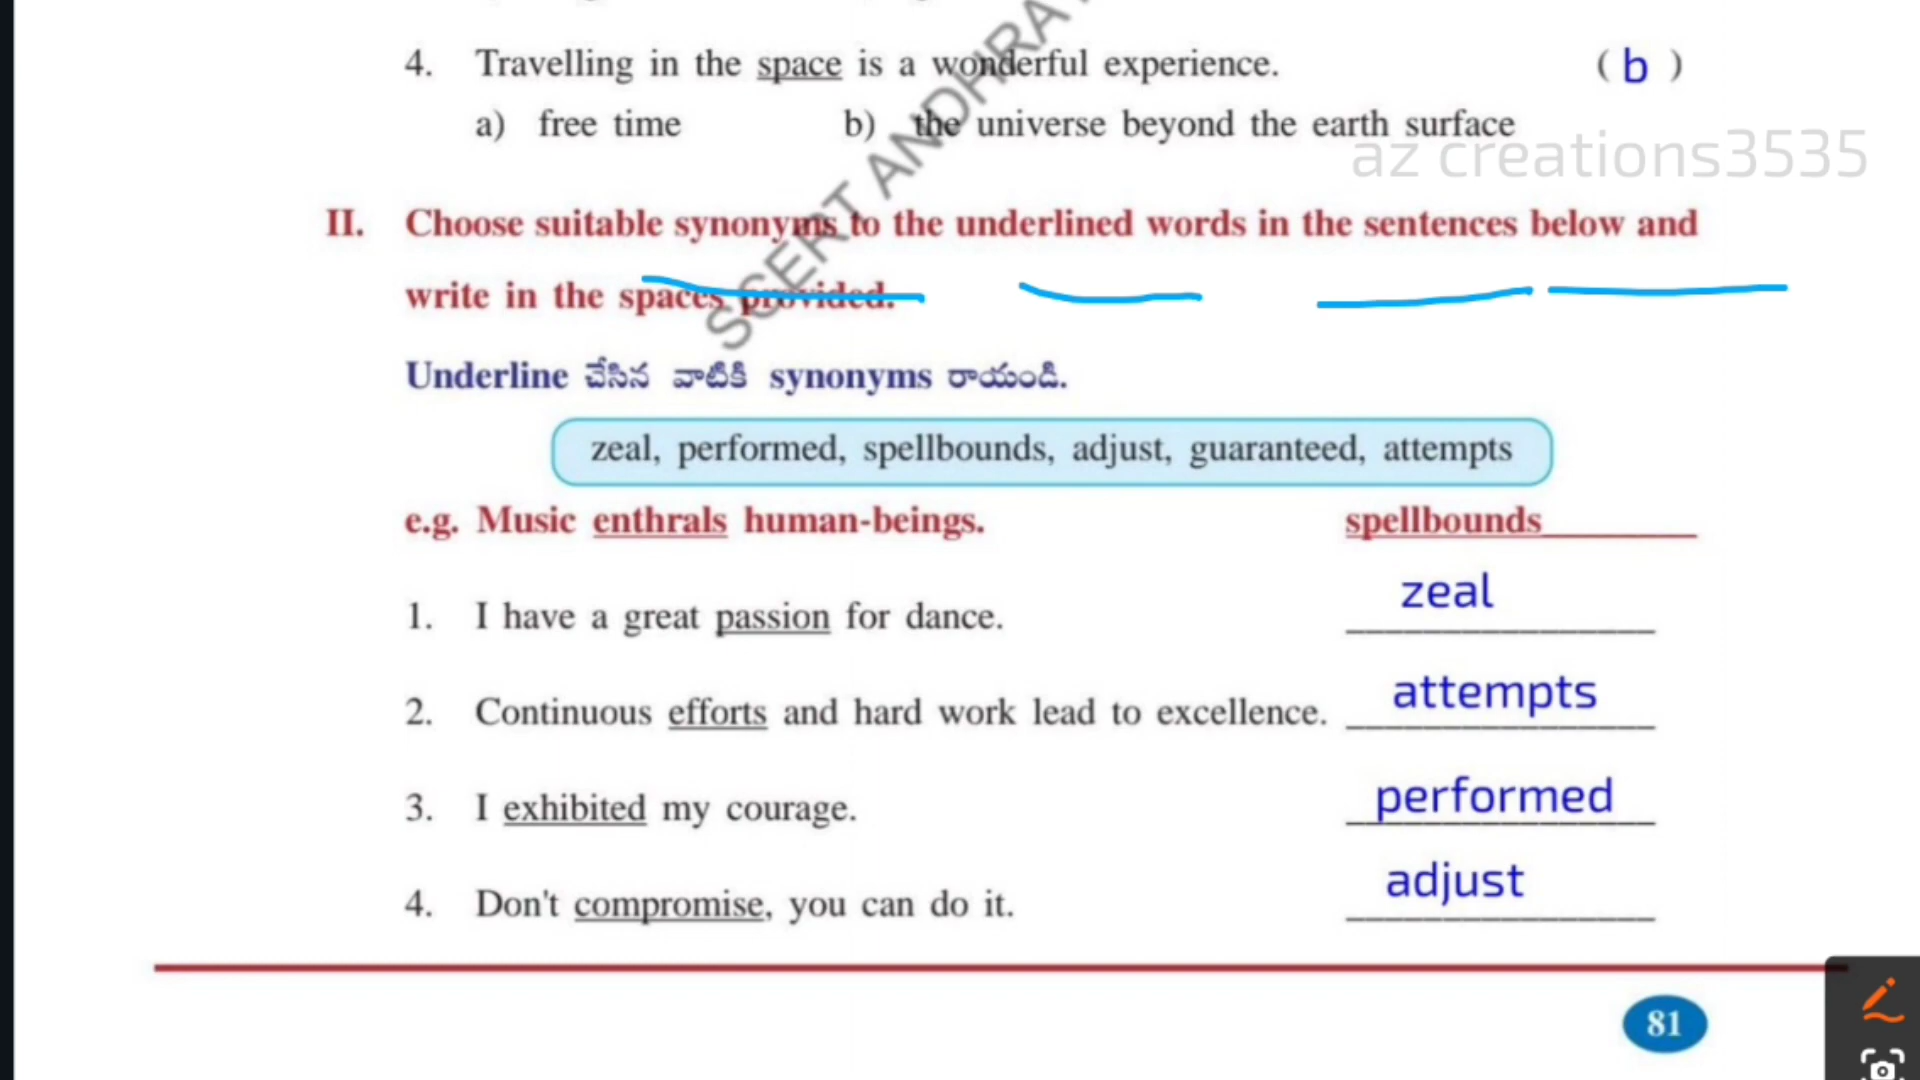 4. Travelling in the space is a wonderful experience. ( b )
a) free time b) the universe beyond the earth surface
az creations3535
SCERT ANDHRA
II. Choose suitable synonyms to the underlined words in the sentences below and
write in the spaces provided.
Underline చేసిన వాటికి synonyms రాయండి.
zeal, performed, spellbounds, adjust, guaranteed, attempts
e.g. Music enthrals human-beings. spellbounds
1. I have a great passion for dance. zeal
2. Continuous efforts and hard work lead to excellence. attempts
3. I exhibited my courage. performed
4. Don't compromise, you can do it. adjust
81